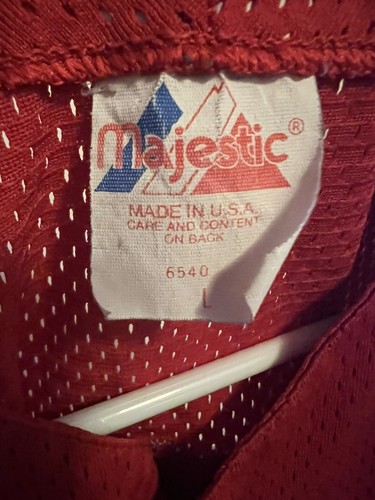 Majestic®
MADE IN U.S.A.
CARE AND CONTENT
ON BACK
6540
L